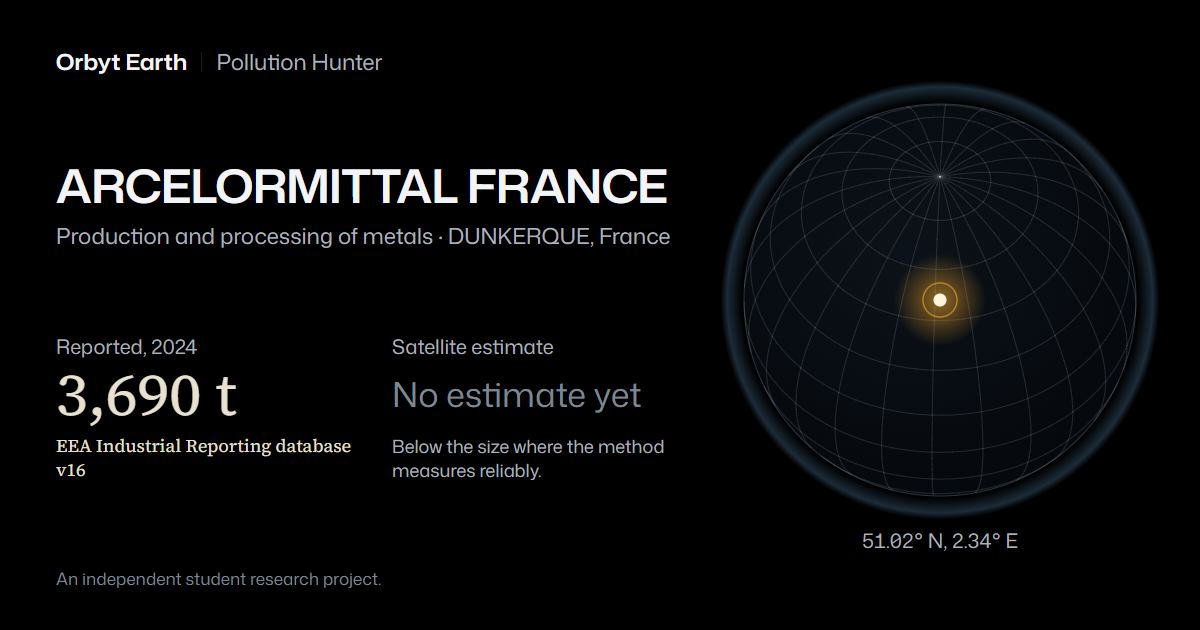 Orbyt Earth | Pollution Hunter
ARCELORMITTAL FRANCE
Production and processing of metals · DUNKERQUE, France
Reported, 2024
3,690 t
EEA Industrial Reporting database
v16
Satellite estimate
No estimate yet
Below the size where the method
measures reliably.
51.02° N, 2.34° E
An independent student research project.